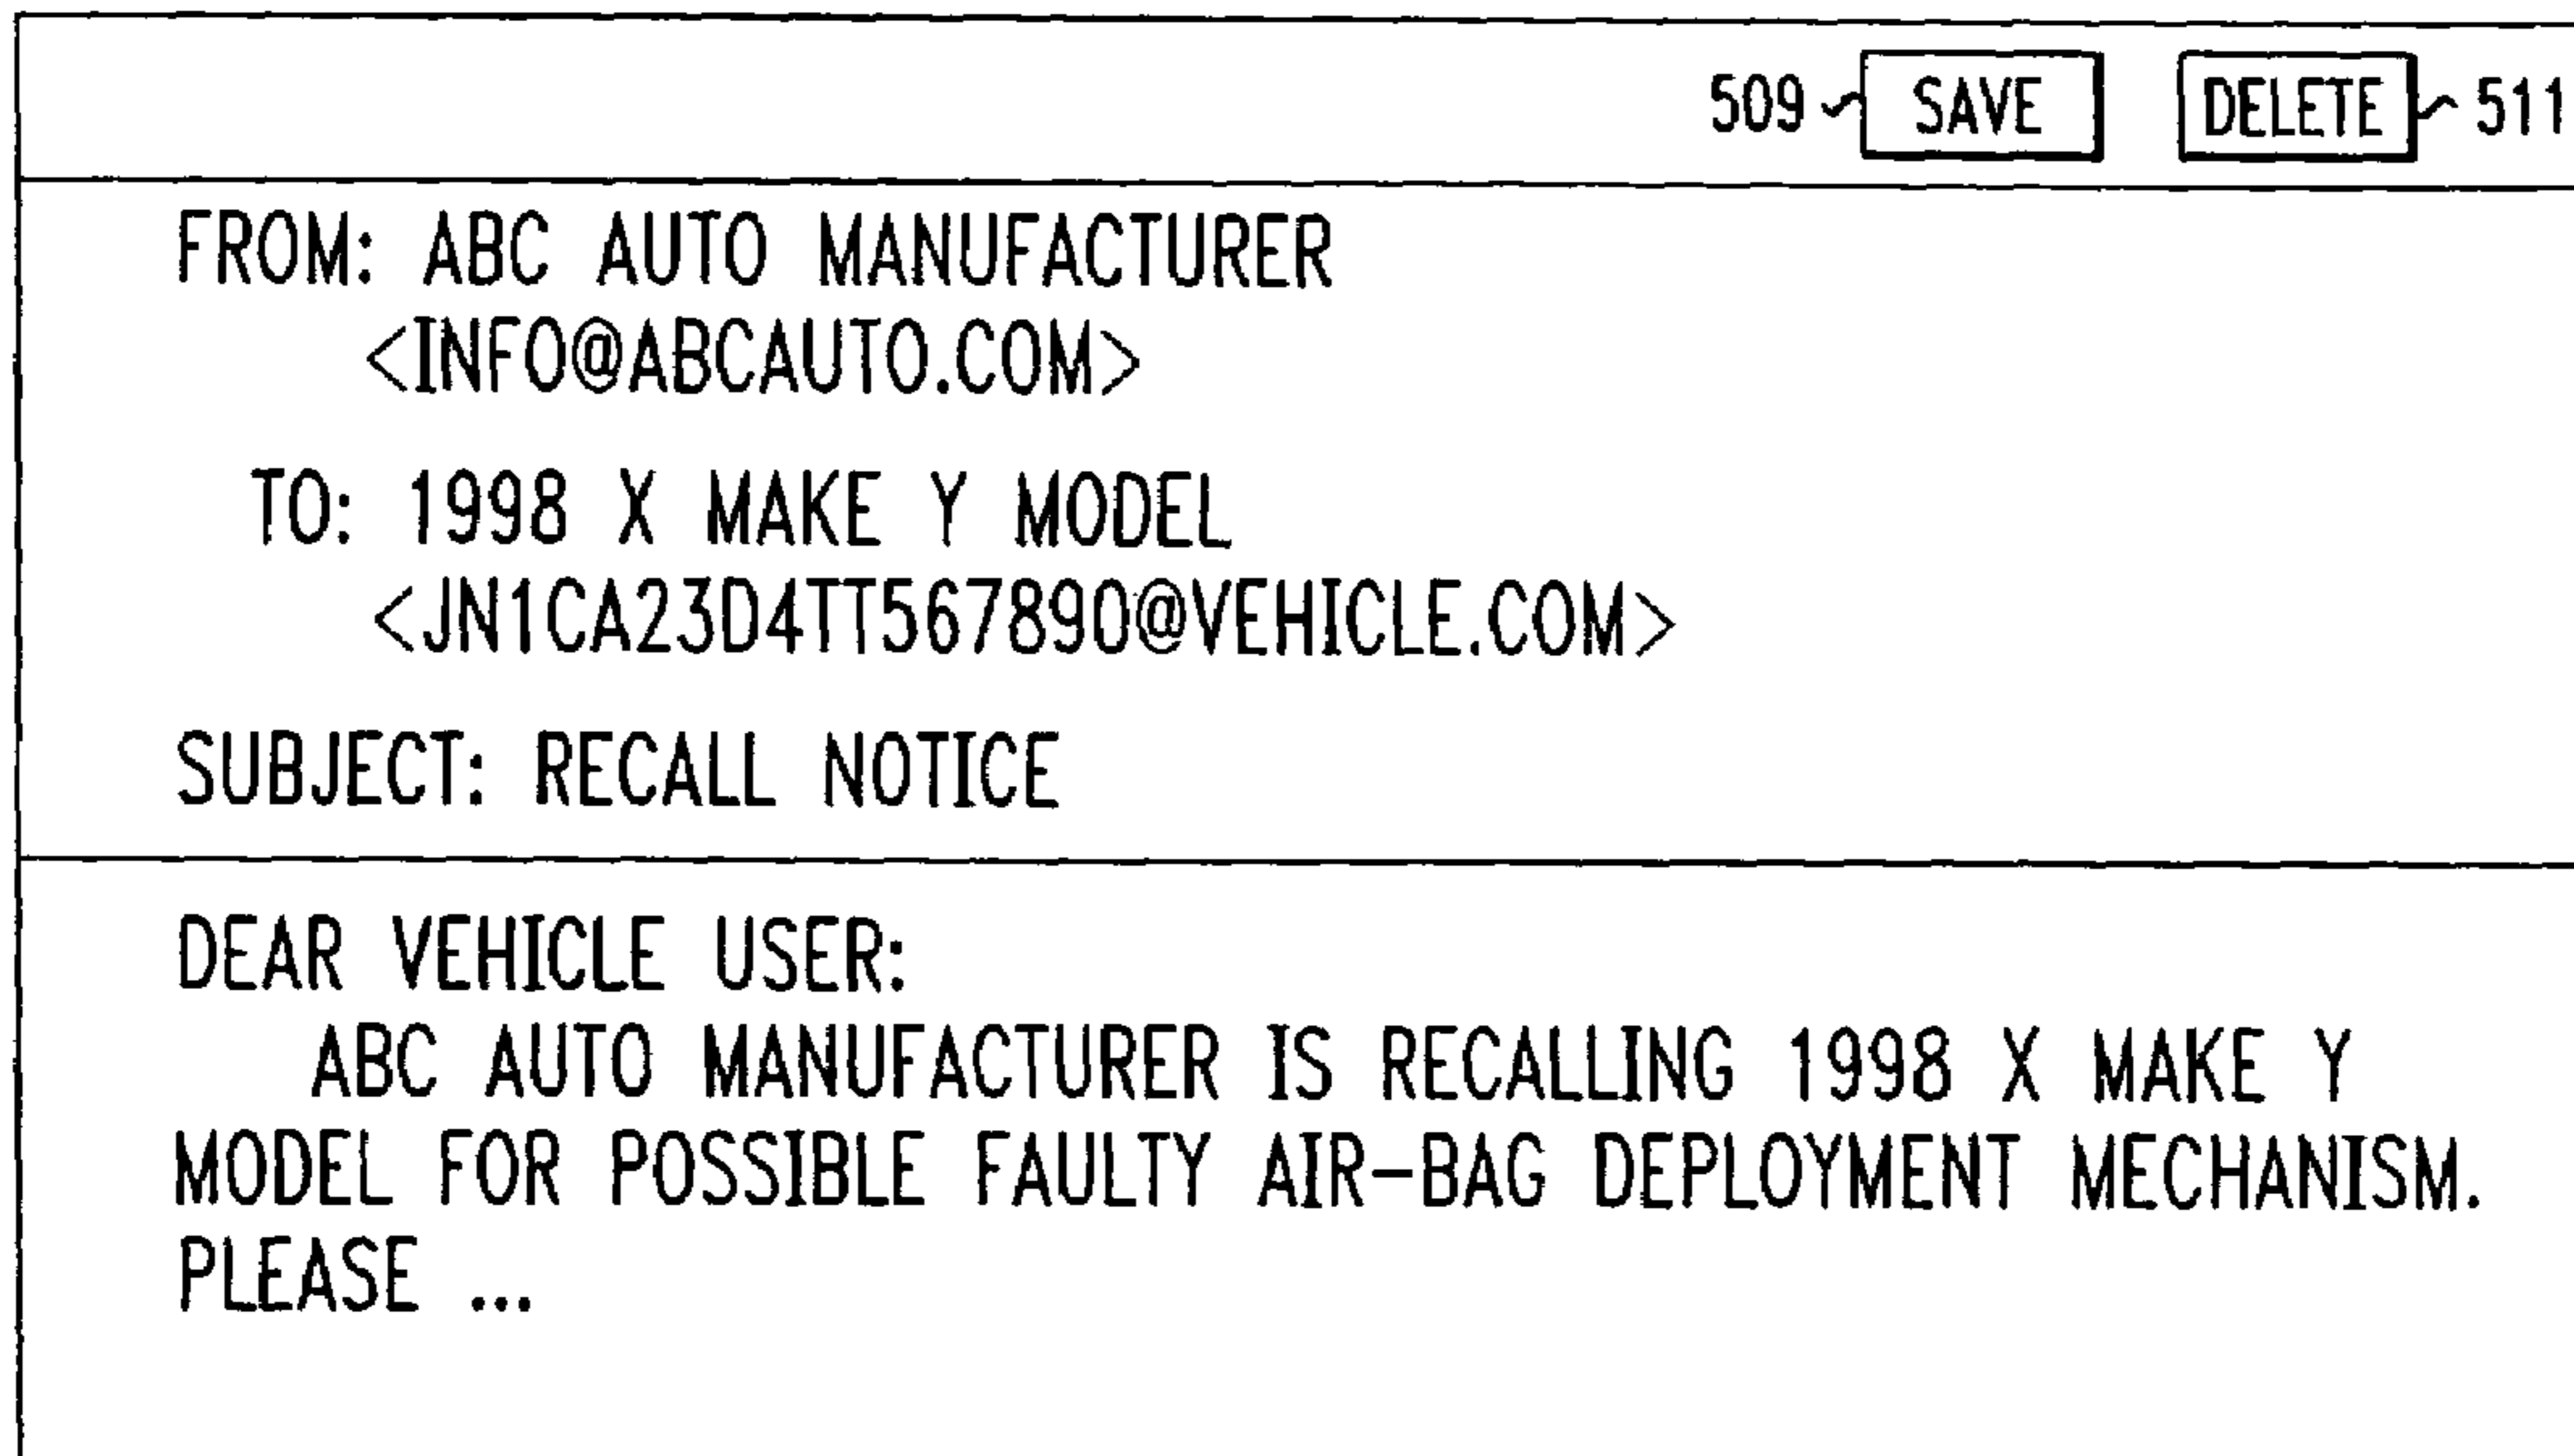 509 SAVE DELETE 511
FROM: ABC AUTO MANUFACTURER
<INFO@ABCAUTO.COM>
TO: 1998 X MAKE Y MODEL
<JN1CA23D4TT567890@VEHICLE.COM>
SUBJECT: RECALL NOTICE
DEAR VEHICLE USER:
ABC AUTO MANUFACTURER IS RECALLING 1998 X MAKE Y
MODEL FOR POSSIBLE FAULTY AIR-BAG DEPLOYMENT MECHANISM.
PLEASE ...